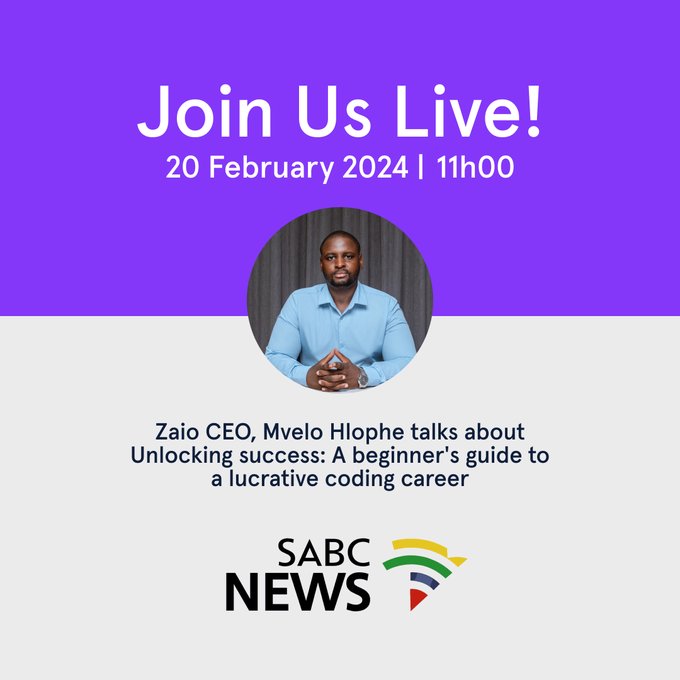 Join Us Live!
20 February 2024 | 11h00
Zaio CEO, Mvelo Hlophe talks about
Unlocking success: A beginner's guide to
a lucrative coding career
SABC
NEWS